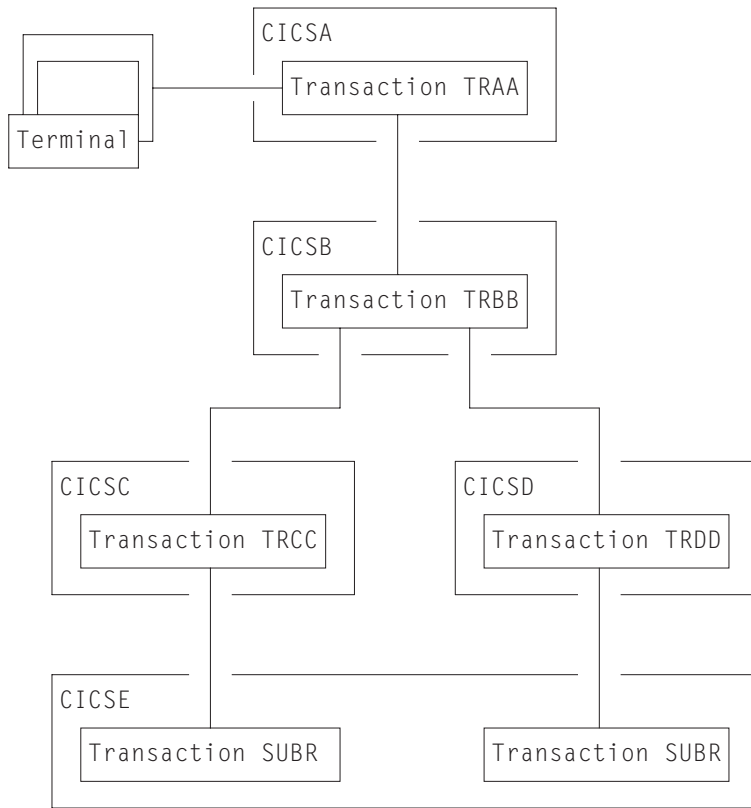 CICSA
Transaction TRAA
Terminal
CICSB
Transaction TRBB
CICSC
CICSD
Transaction TRCC
Transaction TRDD
CICSE
Transaction SUBR
Transaction SUBR